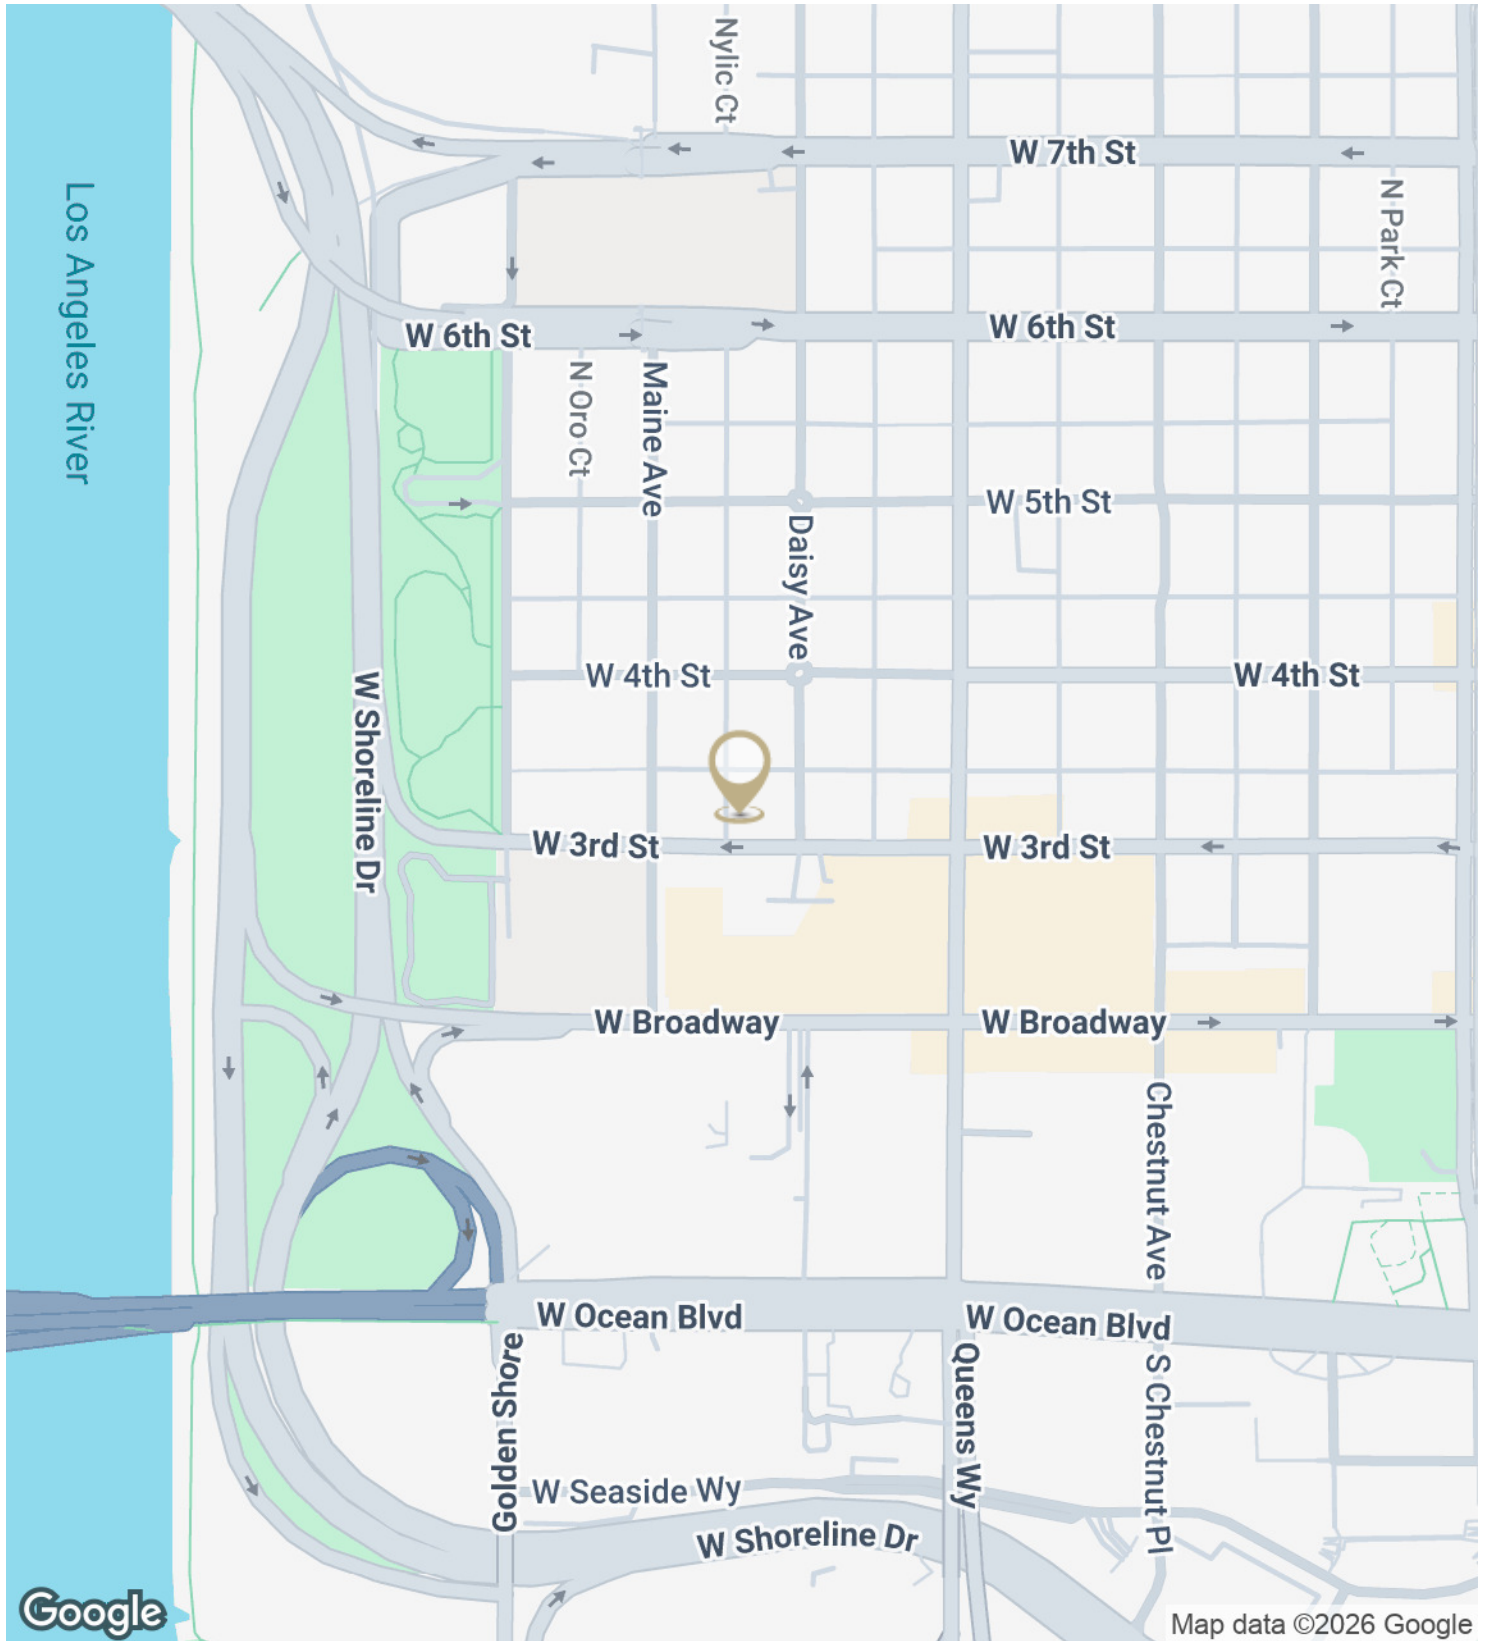 Nylic Ct
W 7th St
N Park Ct
Los Angeles River
W 6th St
W 6th St
N Oro Ct
Maine Ave
W 5th St
Daisy Ave
W 4th St
W 4th St
W Shoreline Dr
W 3rd St
W 3rd St
W Broadway
W Broadway
Chestnut Ave
W Ocean Blvd
W Ocean Blvd
Golden Shore
Queens Wy
S Chestnut Pl
W Seaside Wy
W Shoreline Dr
Google
Map data ©2026 Google